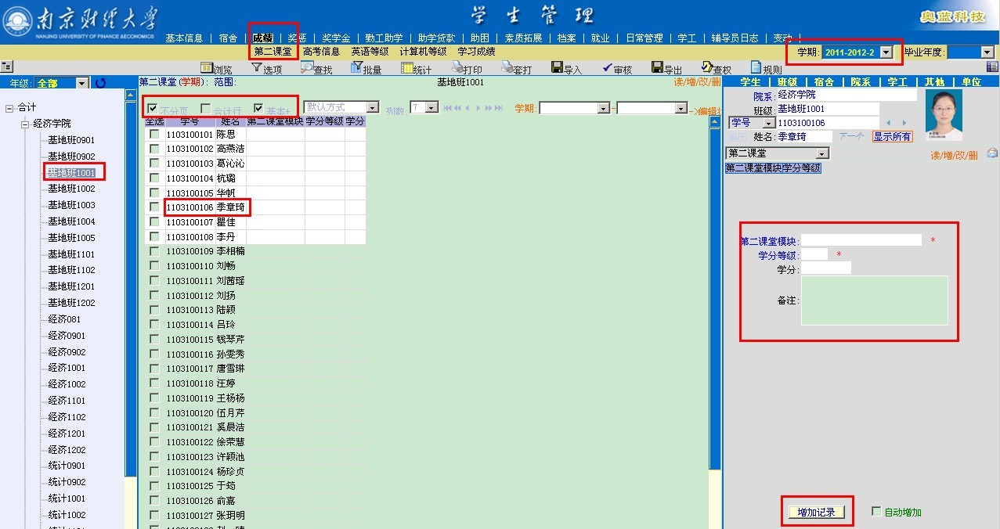 南京财经大学
NANJING UNIVERSITY OF FINANCE &ECONOMICS
学生管理
奥蓝科技
基本信息 | 宿舍 | 成绩 | 奖惩 | 奖学金 | 勤工助学 | 助学贷款 | 助困 | 素质拓展 | 档案 | 就业 | 日常管理 | 学工 | 辅导员日志 | 变动
第二课堂 高考信息 英语等级 计算机等级 学习成绩
学期: 2011-2012-2 毕业年度:
浏览 选项 查找 批量 统计 打印 套打 导入 审核 导出 查权 规则
年级: 全部
第二课堂(学期): 范围: 基地班1001 读/增/改/册
学生 | 班级 | 宿舍 | 院系 | 学工 | 其他 | 单位
合计
经济学院
基地班0901
基地班0902
基地班1001
基地班1002
基地班1003
基地班1004
基地班1005
基地班1101
基地班1102
基地班1201
基地班1202
经济081
经济0901
经济0902
经济1001
经济1002
经济1101
经济1102
经济1201
经济1202
统计0901
统计0902
统计1001
统计1002
不分页 合计行 基本+ 默认方式 列数: 7 学期: - ->编辑
全选 学号 姓名 第二课堂模块 学分等级 学分
1103100101 陈思
1103100102 高燕洁
1103100103 葛沁沁
1103100104 杭璐
1103100105 华帆
1103100106 季章琦
1103100107 瞿佳
1103100108 李丹
1103100109 李相楠
1103100110 刘畅
1103100111 刘茜瑶
1103100112 刘扬
1103100113 陆颖
1103100114 吕玲
1103100115 钱琴芹
1103100116 孙雯秀
1103100117 唐雪琳
1103100118 汪婷
1103100119 王杨杨
1103100120 伍月芹
1103100121 奚晨洁
1103100122 徐荣慧
1103100123 许颖池
1103100124 杨珍贞
1103100125 于筠
1103100126 俞嘉
1103100127 张玥明
院系: 经济学院
班级: 基地班1001
学号 1103100106
遍历 姓名: 季章琦 下一个 显示所有
第二课堂 读/增/改/册
第二课堂模块学分等级
第二课堂模块: *
学分等级: *
学分:
备注:
增加记录 自动增加